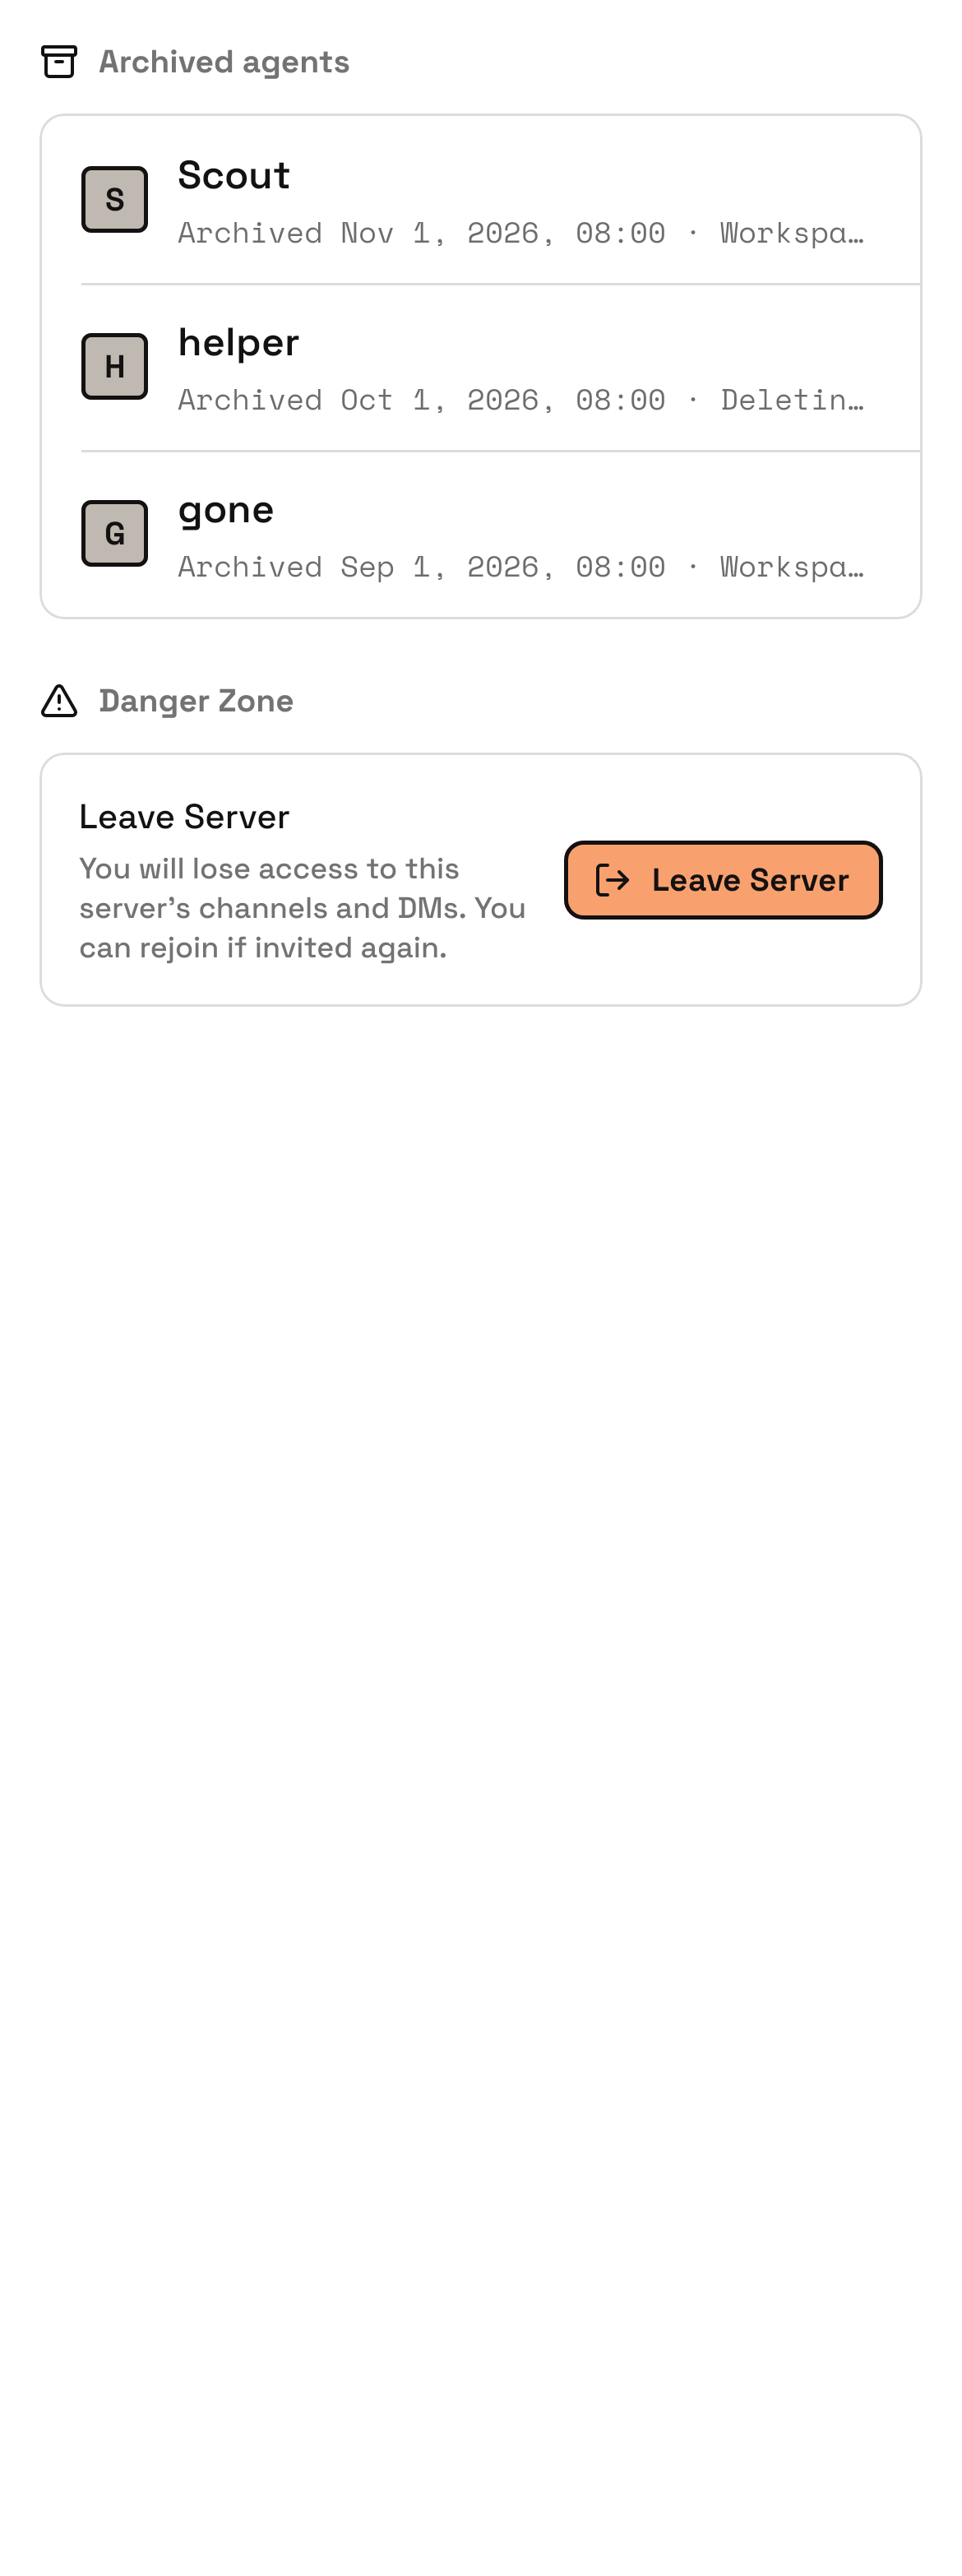 Archived agents
S
Scout
Archived Nov 1, 2026, 08:00 · Workspa…
H
helper
Archived Oct 1, 2026, 08:00 · Deletin…
G
gone
Archived Sep 1, 2026, 08:00 · Workspa…
Danger Zone
Leave Server
You will lose access to this
server's channels and DMs. You
can rejoin if invited again.
Leave Server